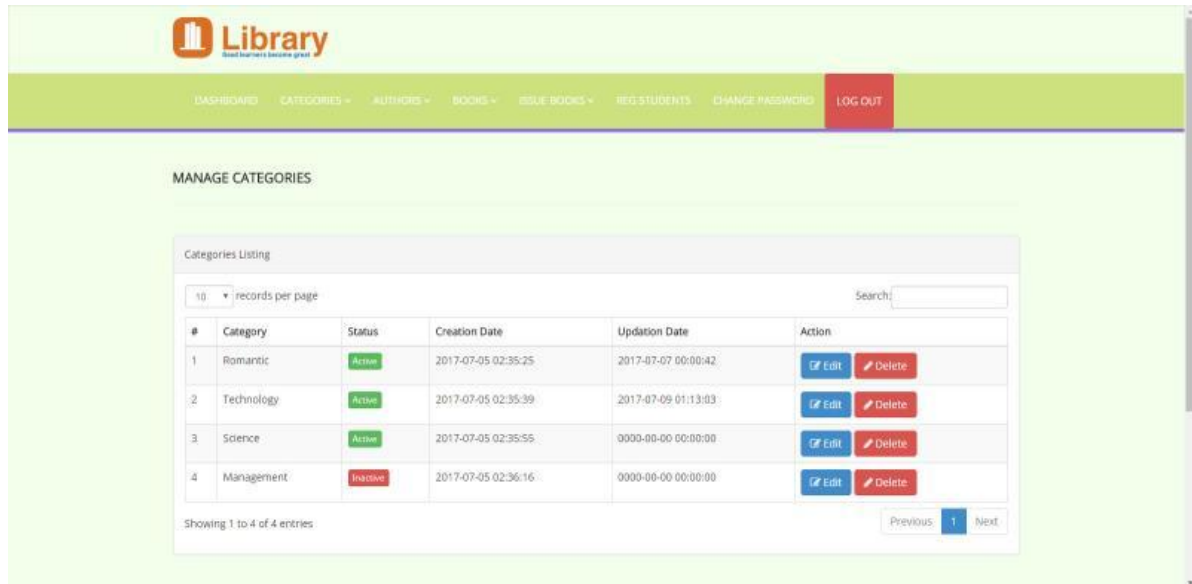 Library
Good learners become great
DASHBOARD CATEGORIES AUTHORS BOOKS ISSUE BOOKS REG STUDENTS CHANGE PASSWORD LOG OUT
MANAGE CATEGORIES
Categories Listing
10 records per page Search:
# Category Status Creation Date Updation Date Action
1 Romantic Active 2017-07-05 02:35:25 2017-07-07 00:00:42 Edit Delete
2 Technology Active 2017-07-05 02:35:39 2017-07-09 01:13:03 Edit Delete
3 Science Active 2017-07-05 02:35:55 0000-00-00 00:00:00 Edit Delete
4 Management Inactive 2017-07-05 02:36:16 0000-00-00 00:00:00 Edit Delete
Showing 1 to 4 of 4 entries Previous 1 Next